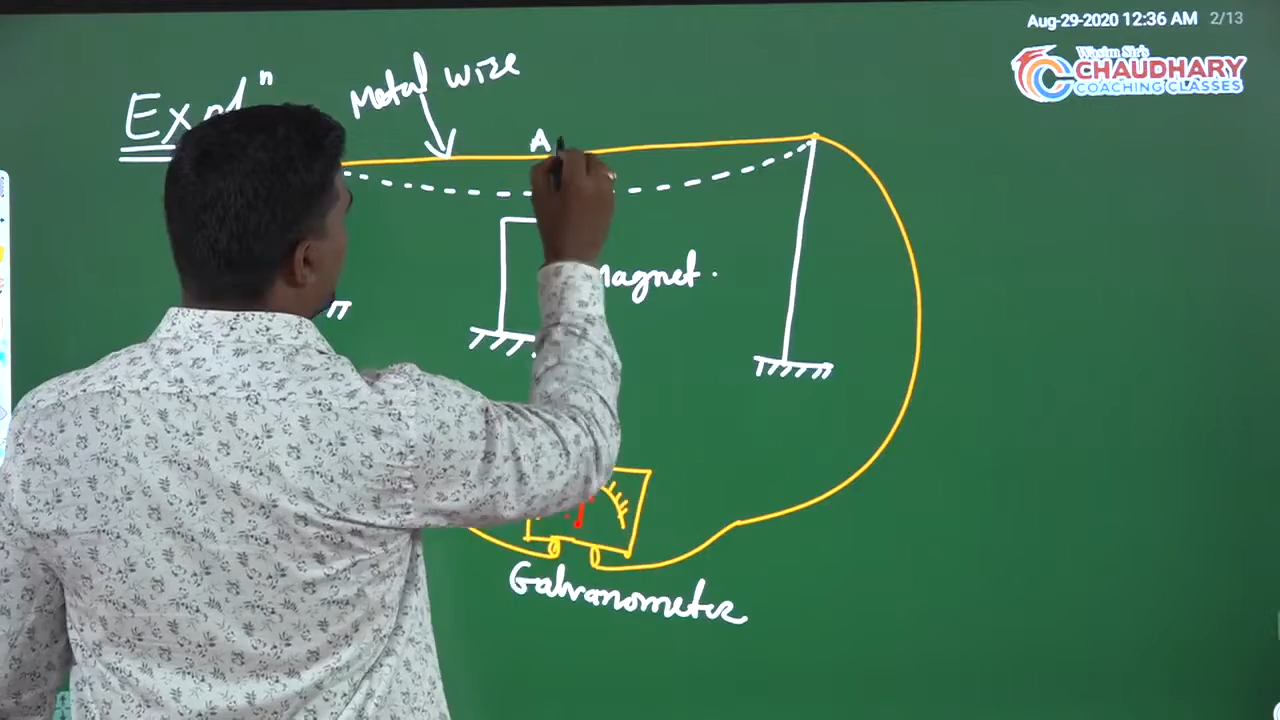 Aug-29-2020 12:36 AM 2/13
Wasim Sir's
CHAUDHARY
COACHING CLASSES
Metal wire
A
Magnet.
Galvanometer